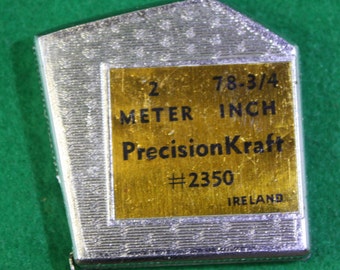 2 78-3/4
METER INCH
PrecisionKraft
#2350
IRELAND